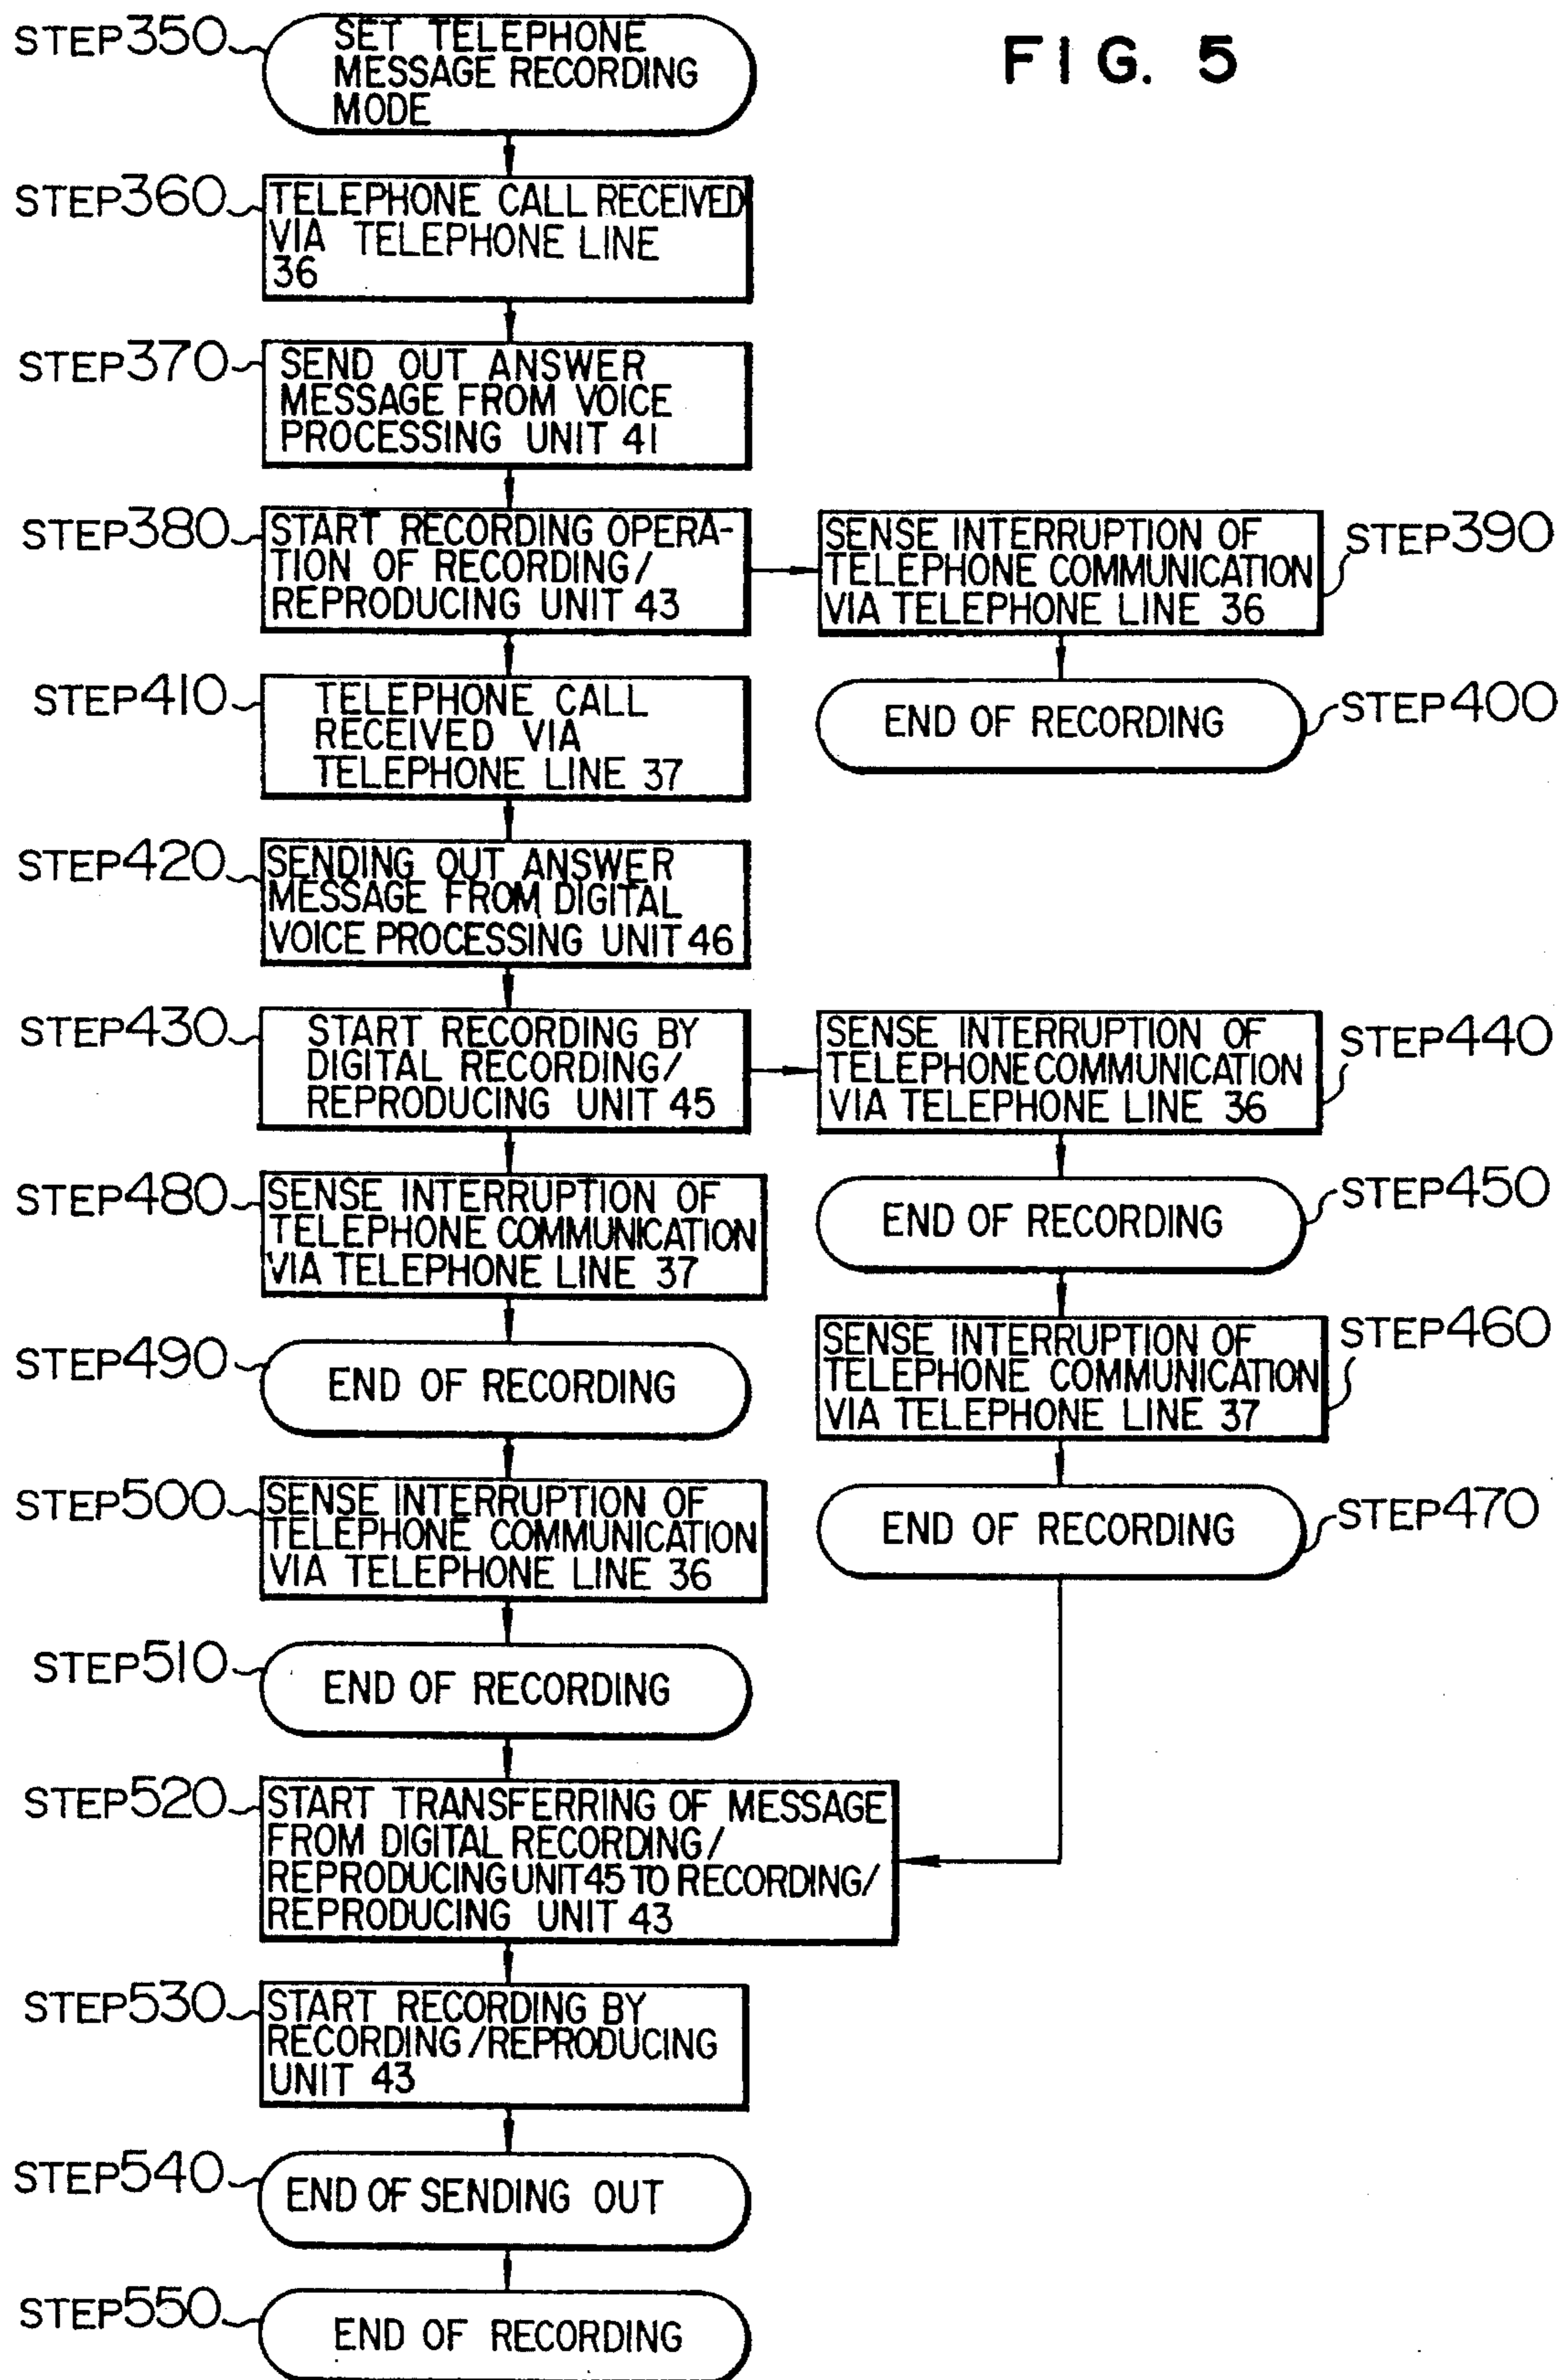 FIG. 5
STEP350
SET TELEPHONE
MESSAGE RECORDING
MODE
STEP360
TELEPHONE CALL RECEIVED
VIA TELEPHONE LINE
36
STEP370
SEND OUT ANSWER
MESSAGE FROM VOICE
PROCESSING UNIT 41
STEP380
START RECORDING OPERA-
TION OF RECORDING/
REPRODUCING UNIT 43
SENSE INTERRUPTION OF
TELEPHONE COMMUNICATION
VIA TELEPHONE LINE 36
STEP390
END OF RECORDING
STEP400
STEP410
TELEPHONE CALL
RECEIVED VIA
TELEPHONE LINE 37
STEP420
SENDING OUT ANSWER
MESSAGE FROM DIGITAL
VOICE PROCESSING UNIT 46
STEP430
START RECORDING BY
DIGITAL RECORDING/
REPRODUCING UNIT 45
SENSE INTERRUPTION OF
TELEPHONE COMMUNICATION
VIA TELEPHONE LINE 36
STEP440
END OF RECORDING
STEP450
SENSE INTERRUPTION OF
TELEPHONE COMMUNICATION
VIA TELEPHONE LINE 37
STEP460
END OF RECORDING
STEP470
STEP480
SENSE INTERRUPTION OF
TELEPHONE COMMUNICATION
VIA TELEPHONE LINE 37
STEP490
END OF RECORDING
STEP500
SENSE INTERRUPTION OF
TELEPHONE COMMUNICATION
VIA TELEPHONE LINE 36
STEP510
END OF RECORDING
STEP520
START TRANSFERRING OF MESSAGE
FROM DIGITAL RECORDING/
REPRODUCING UNIT 45 TO RECORDING/
REPRODUCING UNIT 43
STEP530
START RECORDING BY
RECORDING/REPRODUCING
UNIT 43
STEP540
END OF SENDING OUT
STEP550
END OF RECORDING